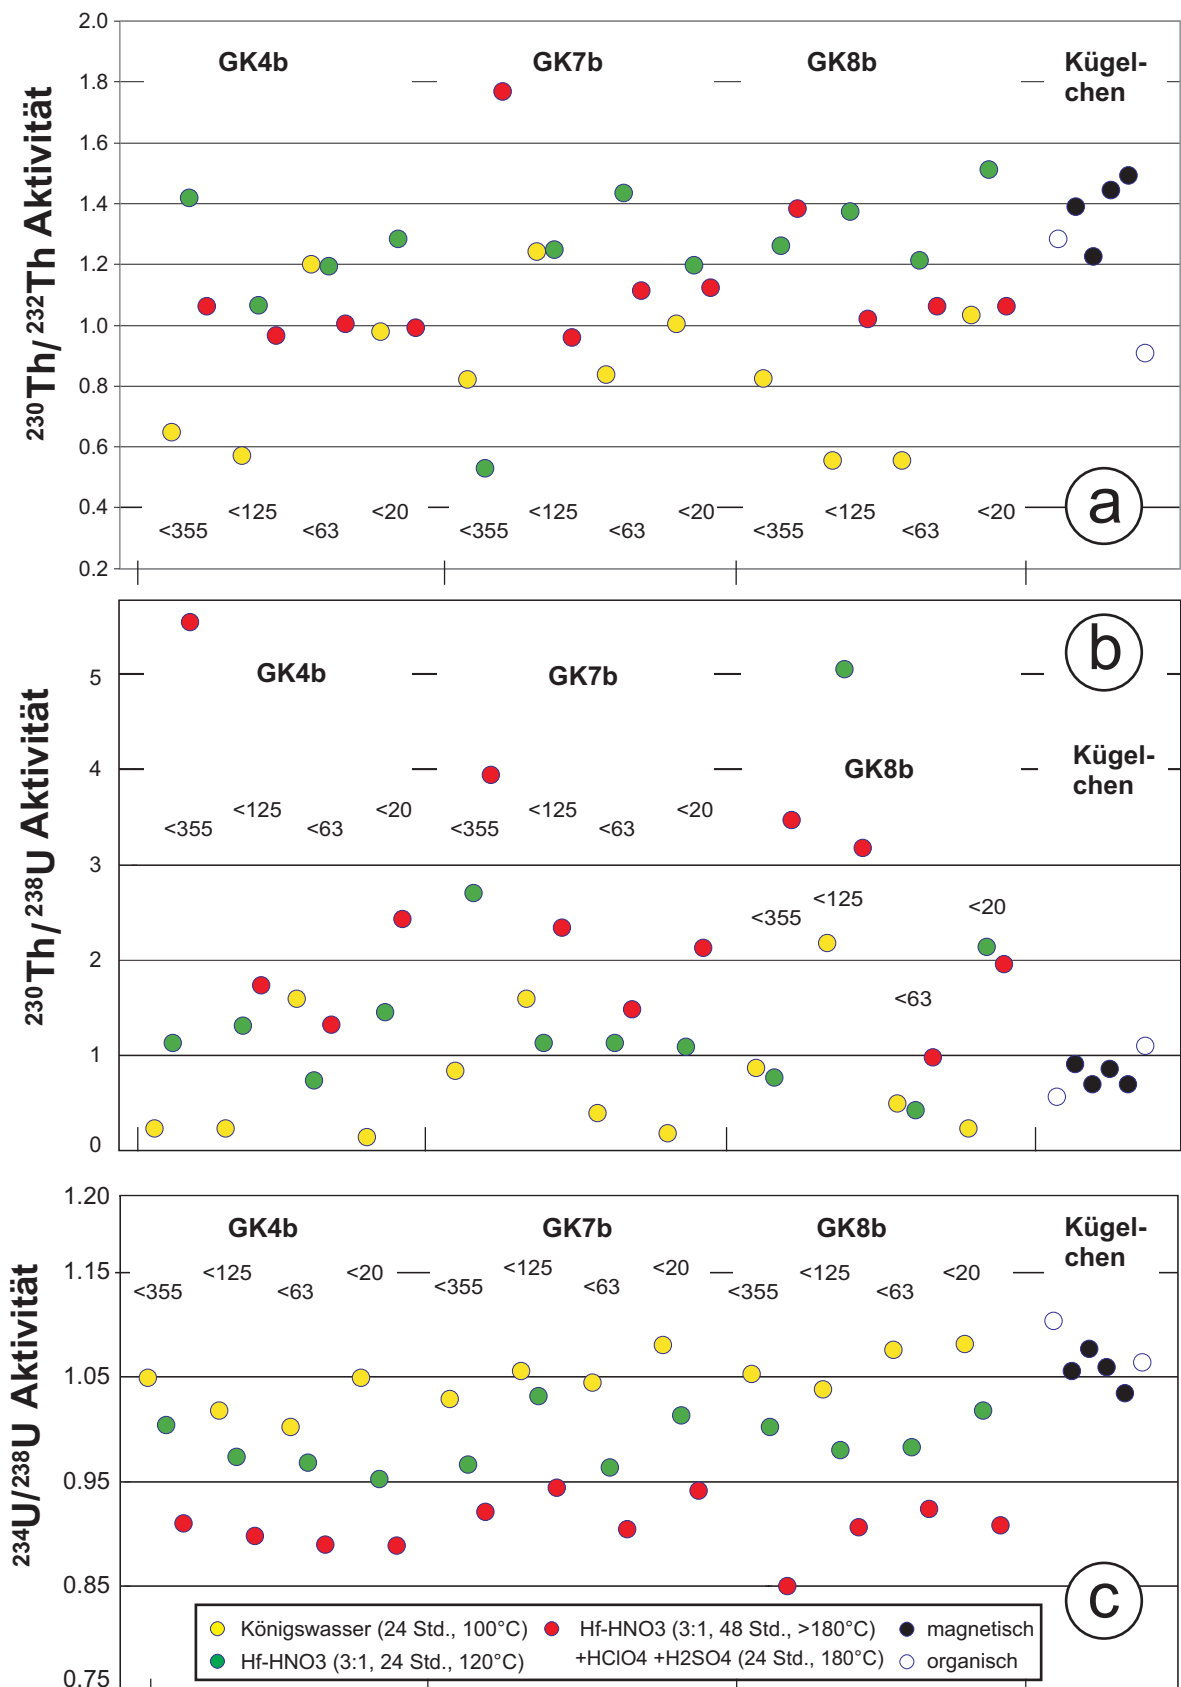 2.0
GK4b GK7b GK8b Kügel-
chen
1.8
1.6
1.4
1.2
1.0
0.8
0.6
0.4
0.2
230Th/232Th Aktivität
<355 <125 <63 <20 <355 <125 <63 <20 <355 <125 <63 <20
a
b
5
4
3
2
1
0
230Th/238U Aktivität
GK4b GK7b GK8b Kügel-
chen
<355 <125 <63 <20 <355 <125 <63 <20 <355 <125 <63 <20
1.20
1.15
1.05
0.95
0.85
0.75
234U/238U Aktivität
GK4b GK7b GK8b Kügel-
chen
<355 <125 <63 <20 <355 <125 <63 <20 <355 <125 <63 <20
c
Königswasser (24 Std., 100°C) Hf-HNO3 (3:1, 48 Std., >180°C) magnetisch
Hf-HNO3 (3:1, 24 Std., 120°C) +HClO4 +H2SO4 (24 Std., 180°C) organisch